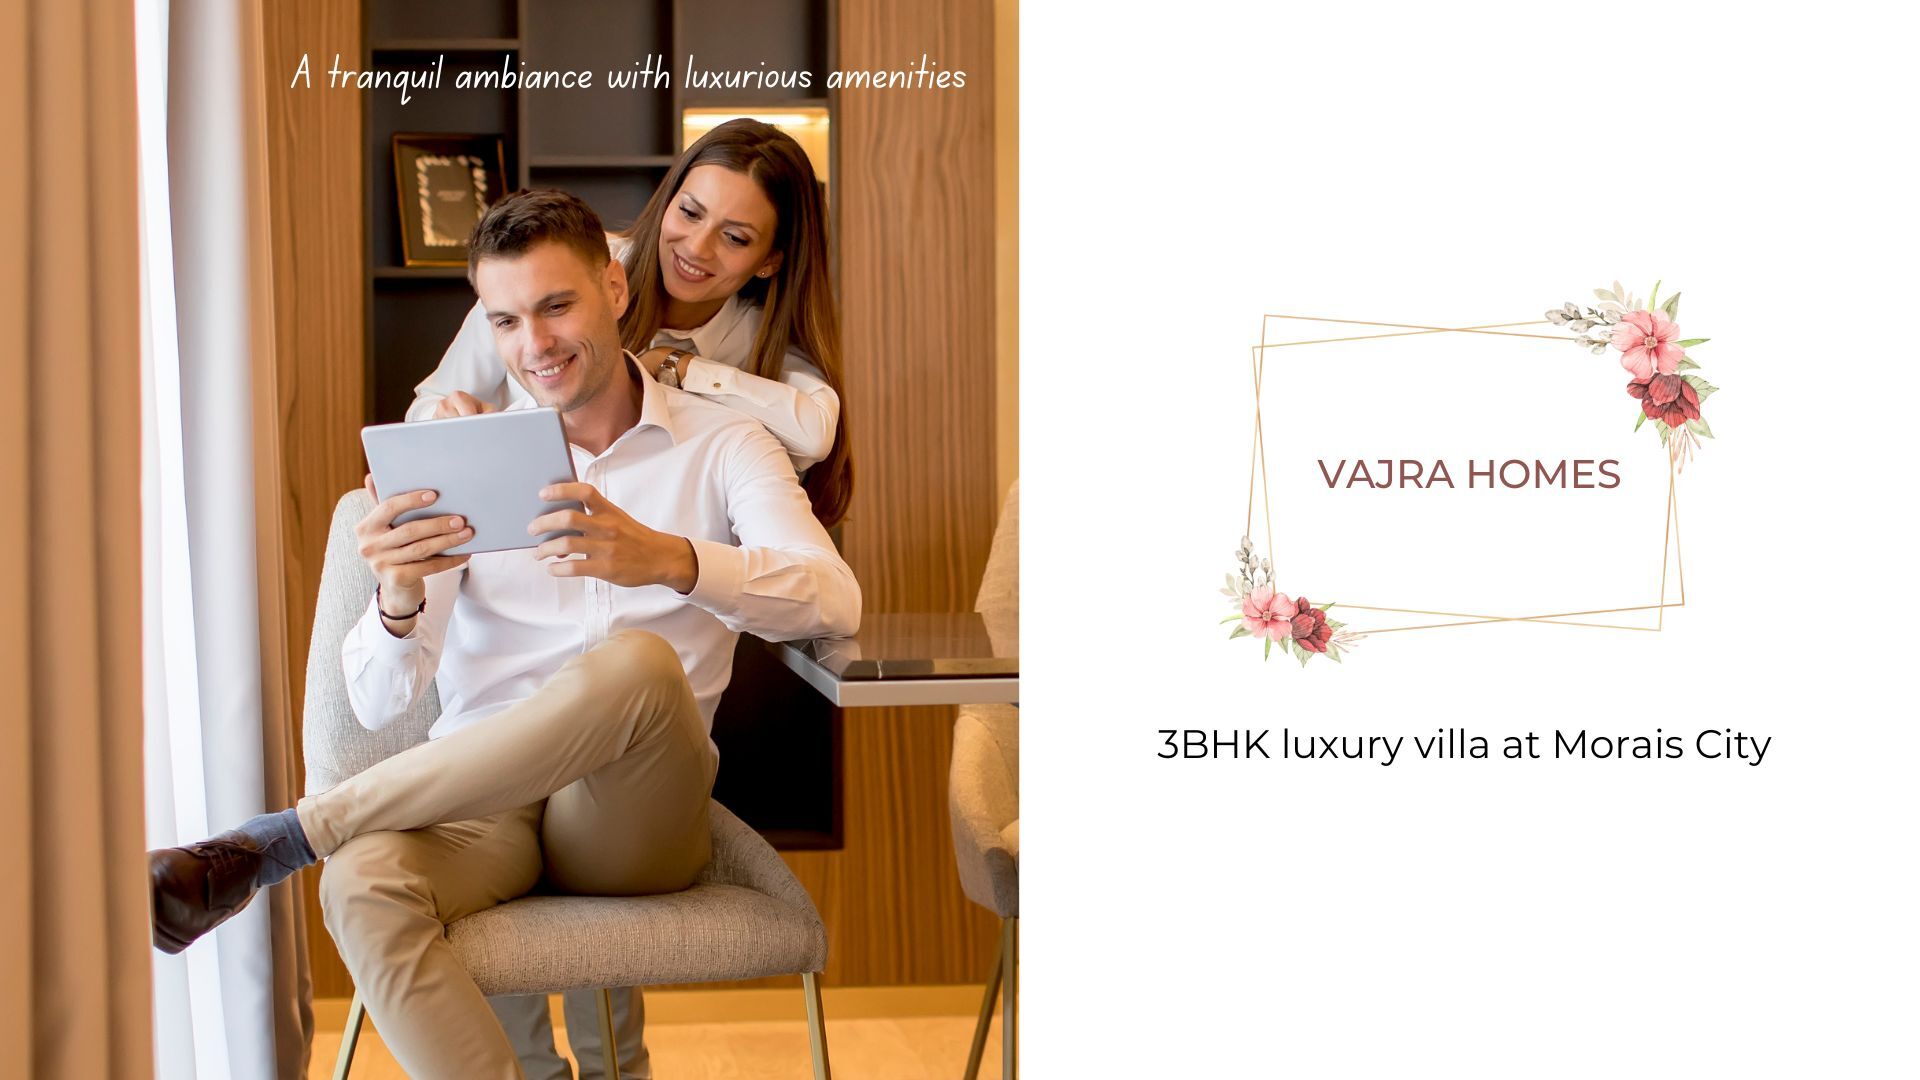 A tranquil ambiance with luxurious amenities
VAJRA HOMES
3BHK luxury villa at Morais City